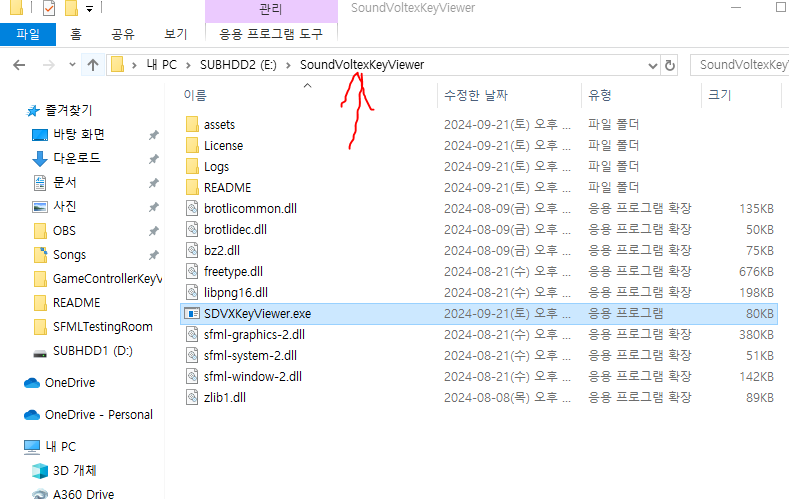 관리
SoundVoltexKeyViewer
파일 홈 공유 보기 응용 프로그램 도구
내 PC > SUBHDD2 (E:) > SoundVoltexKeyViewer
SoundVoltexKeyV
이름 수정한 날짜 유형 크기
즐겨찾기
바탕 화면
다운로드
문서
사진
OBS
Songs
GameControllerKeyV
README
SFMLTestingRoom
SUBHDD1 (D:)
OneDrive
OneDrive - Personal
내 PC
3D 개체
A360 Drive
assets 2024-09-21(토) 오후 ... 파일 폴더
License 2024-09-21(토) 오후 ... 파일 폴더
Logs 2024-09-21(토) 오후 ... 파일 폴더
README 2024-09-21(토) 오후 ... 파일 폴더
brotlicommon.dll 2024-08-09(금) 오후 ... 응용 프로그램 확장 135KB
brotlidec.dll 2024-08-09(금) 오후 ... 응용 프로그램 확장 50KB
bz2.dll 2024-08-09(금) 오후 ... 응용 프로그램 확장 75KB
freetype.dll 2024-08-21(수) 오후 ... 응용 프로그램 확장 676KB
libpng16.dll 2024-08-21(수) 오후 ... 응용 프로그램 확장 198KB
SDVXKeyViewer.exe 2024-09-21(토) 오후 ... 응용 프로그램 80KB
sfml-graphics-2.dll 2024-08-21(수) 오후 ... 응용 프로그램 확장 380KB
sfml-system-2.dll 2024-08-21(수) 오후 ... 응용 프로그램 확장 51KB
sfml-window-2.dll 2024-08-21(수) 오후 ... 응용 프로그램 확장 142KB
zlib1.dll 2024-08-08(목) 오후 ... 응용 프로그램 확장 89KB